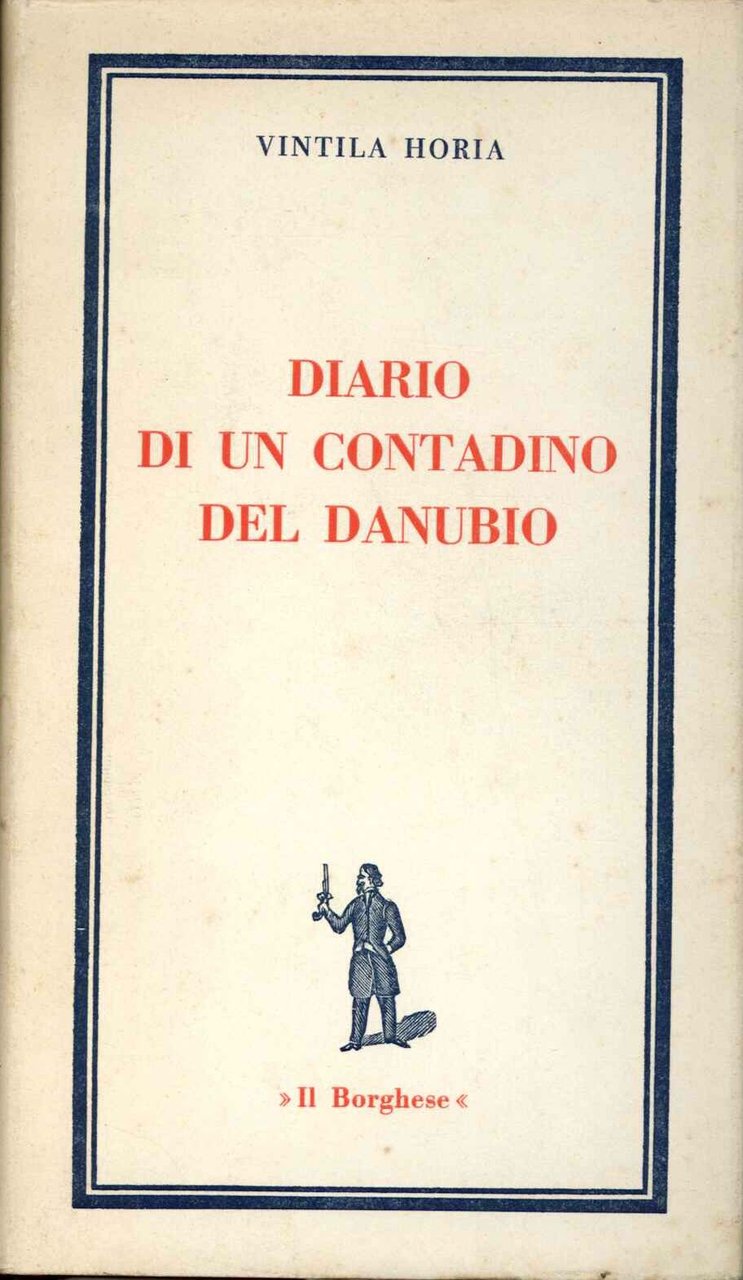 VINTILA HORIA
DIARIO
DI UN CONTADINO
DEL DANUBIO
»Il Borghese«